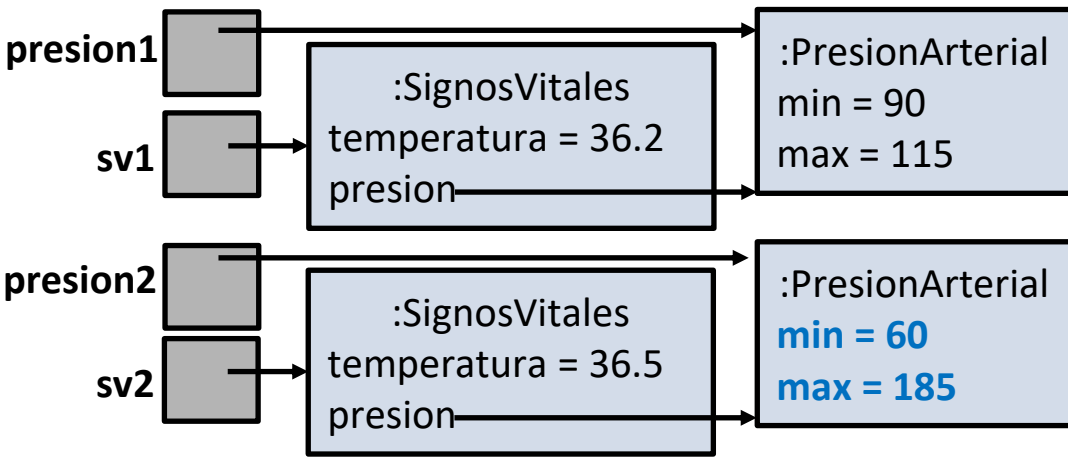 presion1
:PresionArterial
min = 90
max = 115
:SignosVitales
temperatura = 36.2
presion
sv1
presion2
:PresionArterial
min = 60
max = 185
:SignosVitales
temperatura = 36.5
presion
sv2